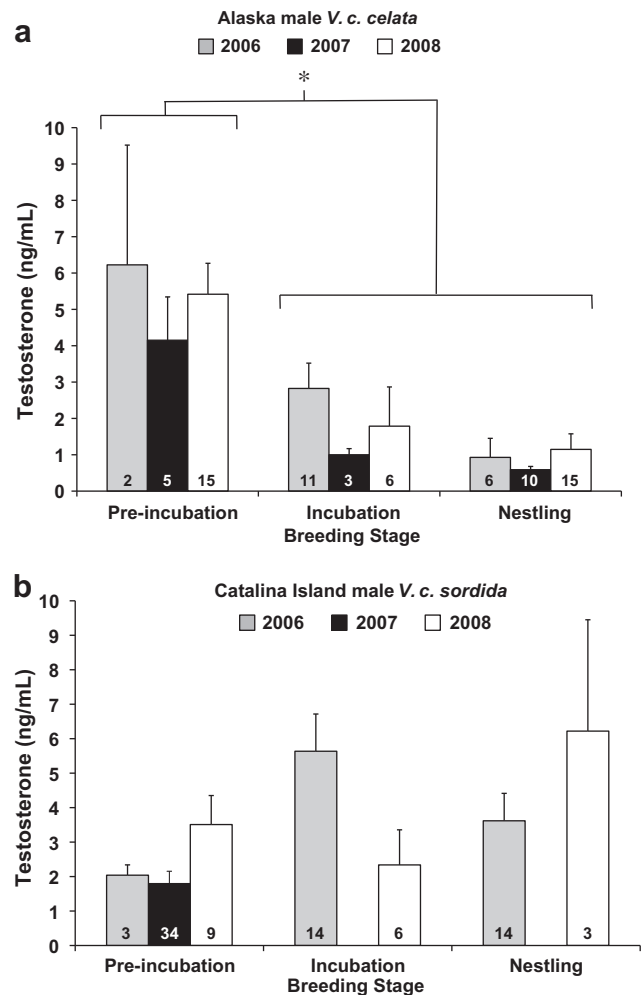 a
Alaska male V. c. celata
2006 2007 2008
*
10
9
8
7
6
5
4
3
2
1
0
Testosterone (ng/mL)
2 5 15 11 3 6 6 10 15
Pre-incubation Incubation Nestling
Breeding Stage
b
Catalina Island male V. c. sordida
2006 2007 2008
10
9
8
7
6
5
4
3
2
1
0
Testosterone (ng/mL)
3 34 9 14 6 14 3
Pre-incubation Incubation Nestling
Breeding Stage